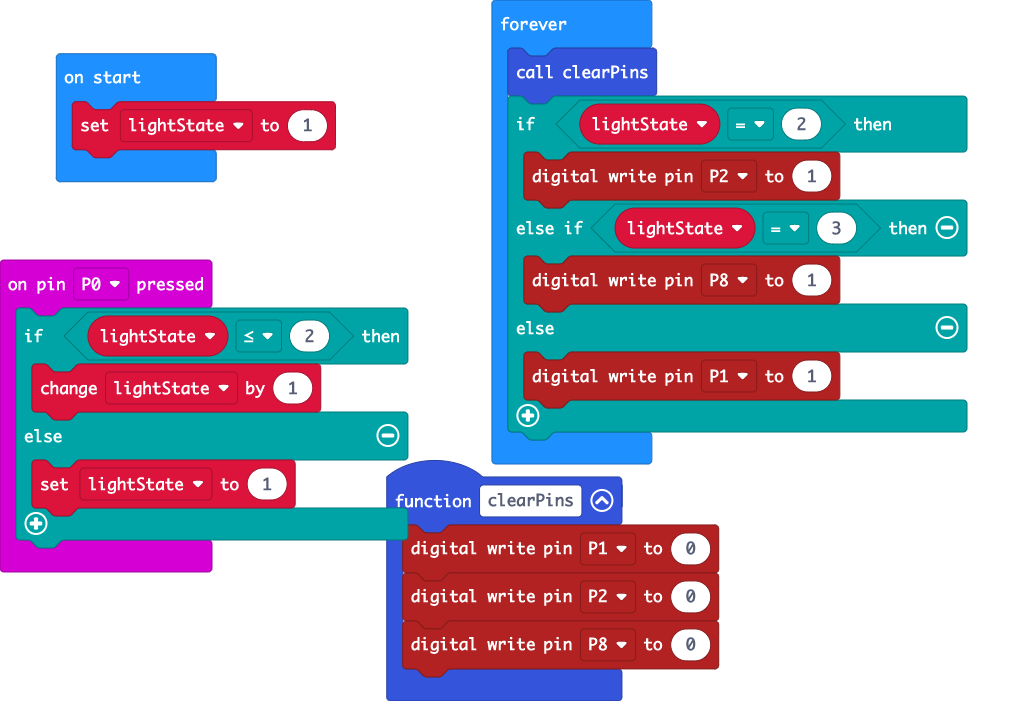 on start
set lightState to 1
on pin P0 pressed
if lightState ≤ 2 then
change lightState by 1
else
set lightState to 1
forever
call clearPins
if lightState = 2 then
digital write pin P2 to 1
else if lightState = 3 then
digital write pin P8 to 1
else
digital write pin P1 to 1
function clearPins
digital write pin P1 to 0
digital write pin P2 to 0
digital write pin P8 to 0